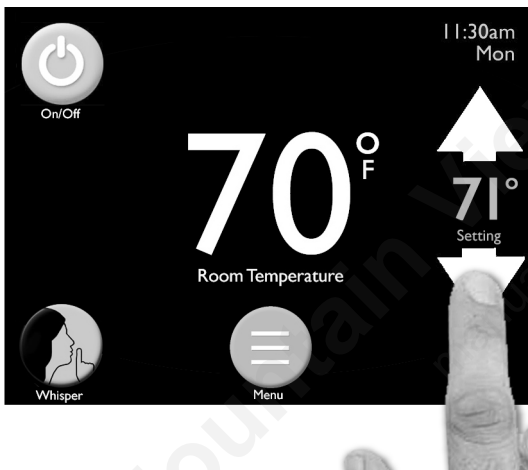 11:30am
Mon
On/Off
70°F
71°
Setting
Room Temperature
Whisper
Menu